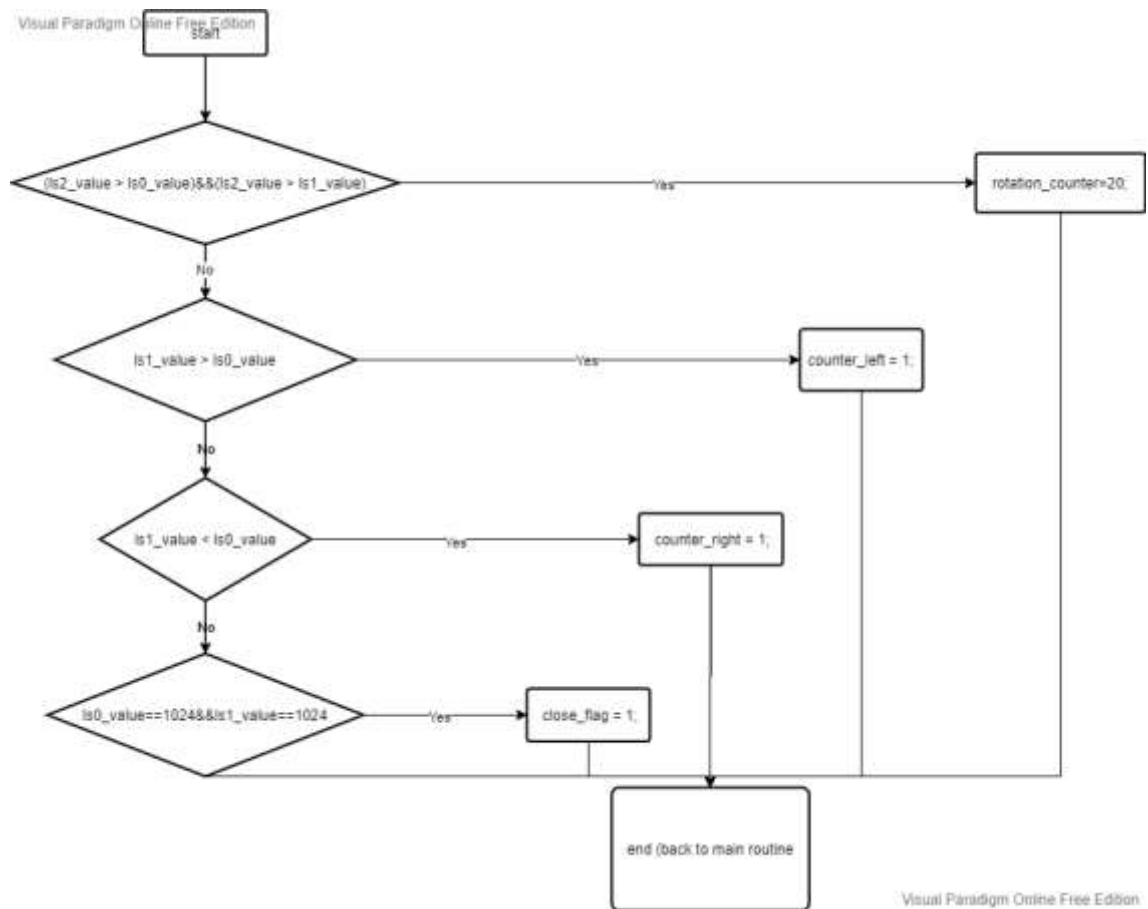 Visual Paradigm Online Free Edition
start
(ls2_value > ls0_value)&&(ls2_value > ls1_value)
Yes
rotation_counter=20;
No
ls1_value > ls0_value
Yes
counter_left = 1;
No
ls1_value < ls0_value
Yes
counter_right = 1;
No
ls0_value==1024&&ls1_value==1024
Yes
close_flag = 1;
end (back to main routine
Visual Paradigm Online Free Edition